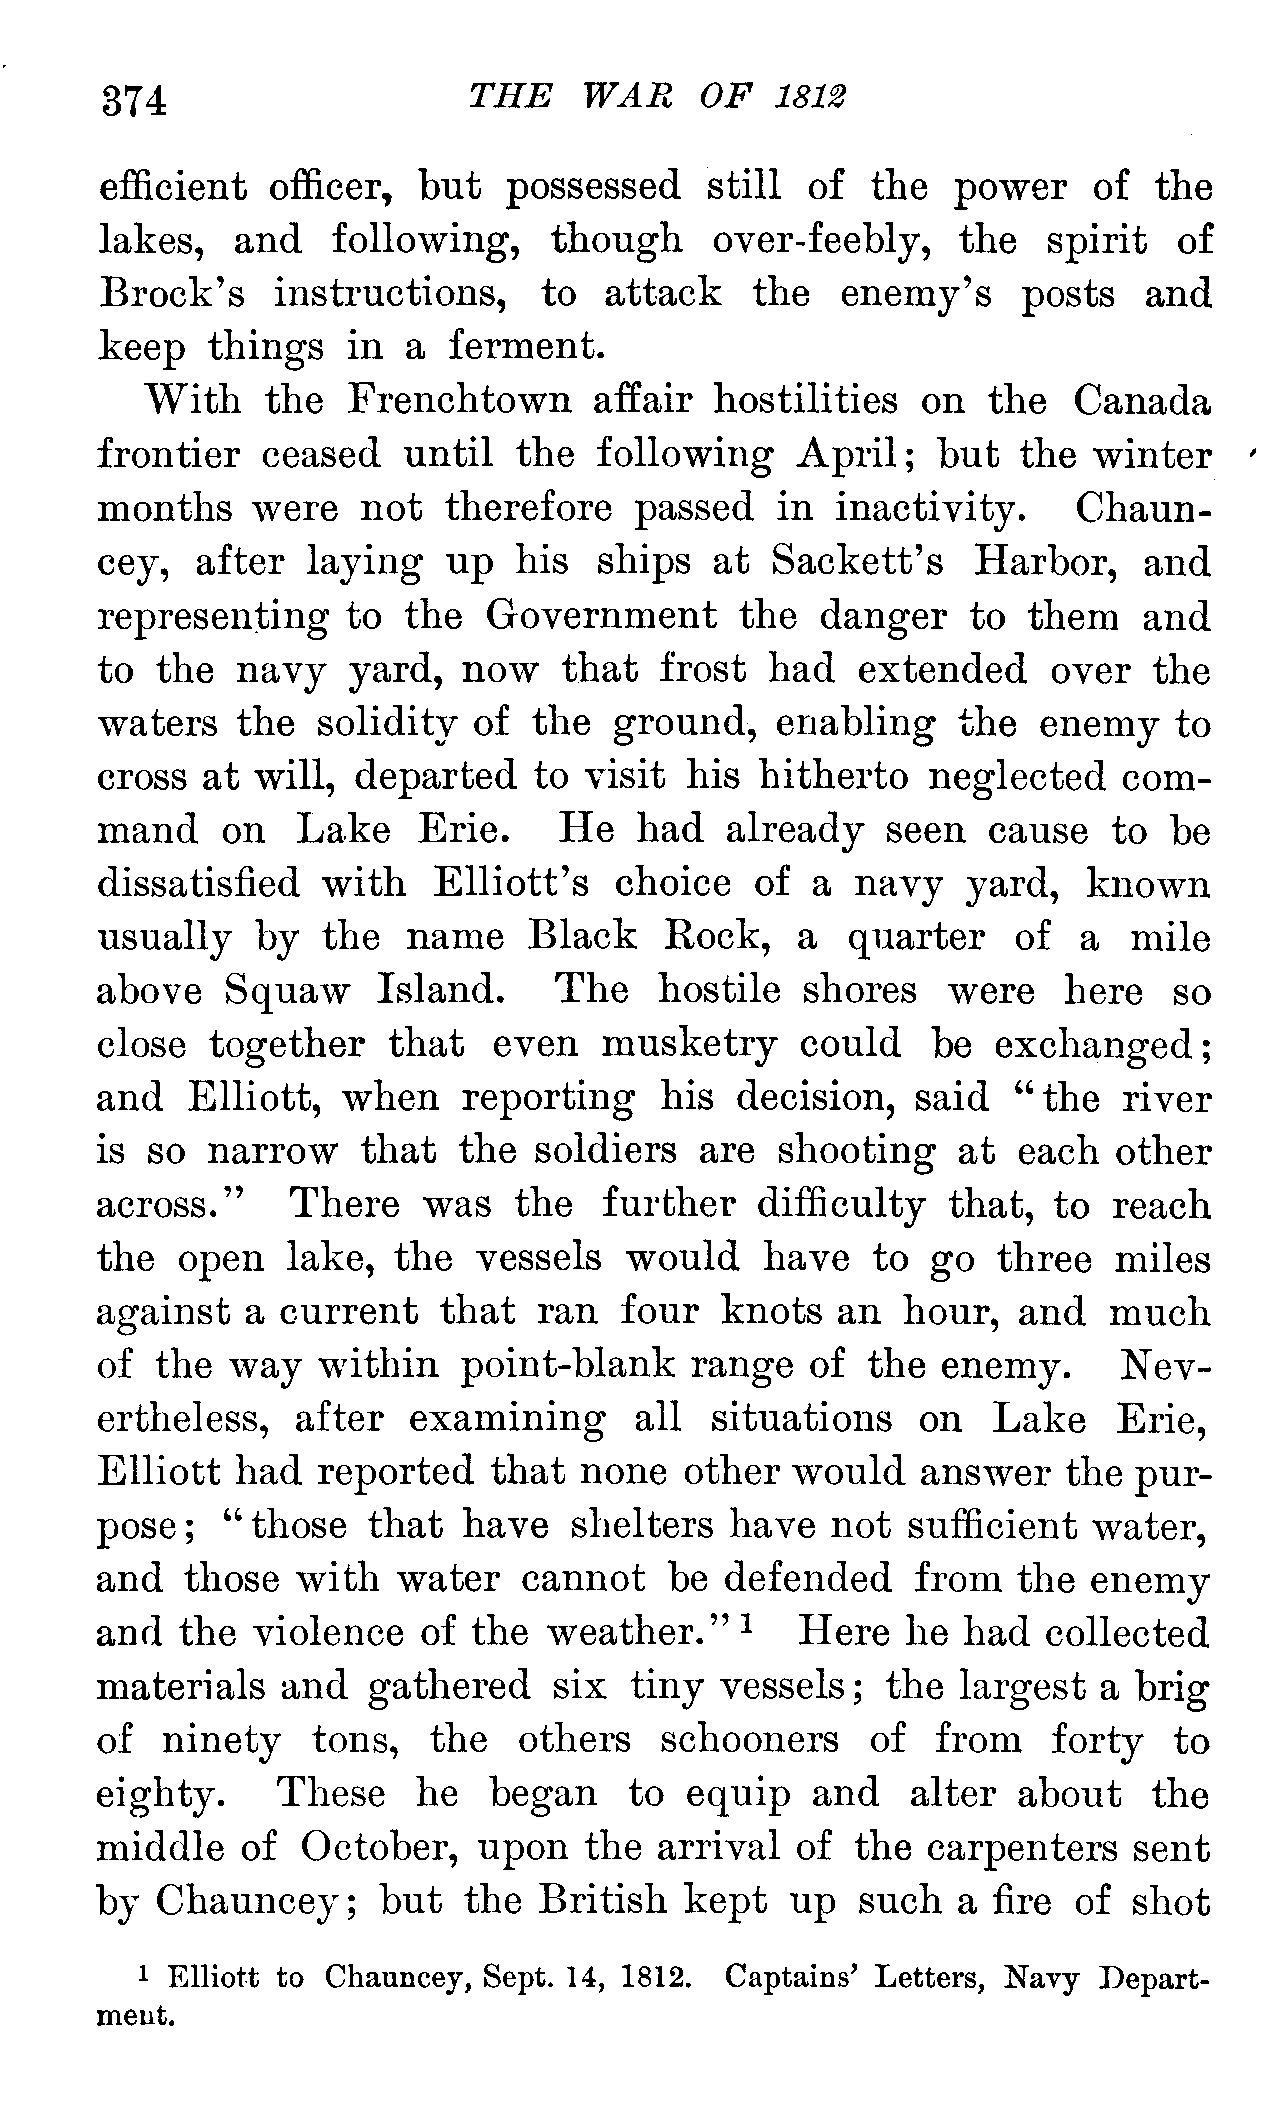 374 THE WAR OF 1812
efficient officer, but possessed still of the power of the
lakes, and following, though over-feebly, the spirit of
Brock's instructions, to attack the enemy's posts and
keep things in a ferment.
With the Frenchtown affair hostilities on the Canada
frontier ceased until the following April; but the winter
months were not therefore passed in inactivity. Chaun-
cey, after laying up his ships at Sackett's Harbor, and
representing to the Government the danger to them and
to the navy yard, now that frost had extended over the
waters the solidity of the ground, enabling the enemy to
cross at will, departed to visit his hitherto neglected com-
mand on Lake Erie. He had already seen cause to be
dissatisfied with Elliott's choice of a navy yard, known
usually by the name Black Rock, a quarter of a mile
above Squaw Island. The hostile shores were here so
close together that even musketry could be exchanged;
and Elliott, when reporting his decision, said "the river
is so narrow that the soldiers are shooting at each other
across." There was the further difficulty that, to reach
the open lake, the vessels would have to go three miles
against a current that ran four knots an hour, and much
of the way within point-blank range of the enemy. Nev-
ertheless, after examining all situations on Lake Erie,
Elliott had reported that none other would answer the pur-
pose; "those that have shelters have not sufficient water,
and those with water cannot be defended from the enemy
and the violence of the weather."¹ Here he had collected
materials and gathered six tiny vessels; the largest a brig
of ninety tons, the others schooners of from forty to
eighty. These he began to equip and alter about the
middle of October, upon the arrival of the carpenters sent
by Chauncey; but the British kept up such a fire of shot
¹ Elliott to Chauncey, Sept. 14, 1812. Captains' Letters, Navy Depart-
ment.